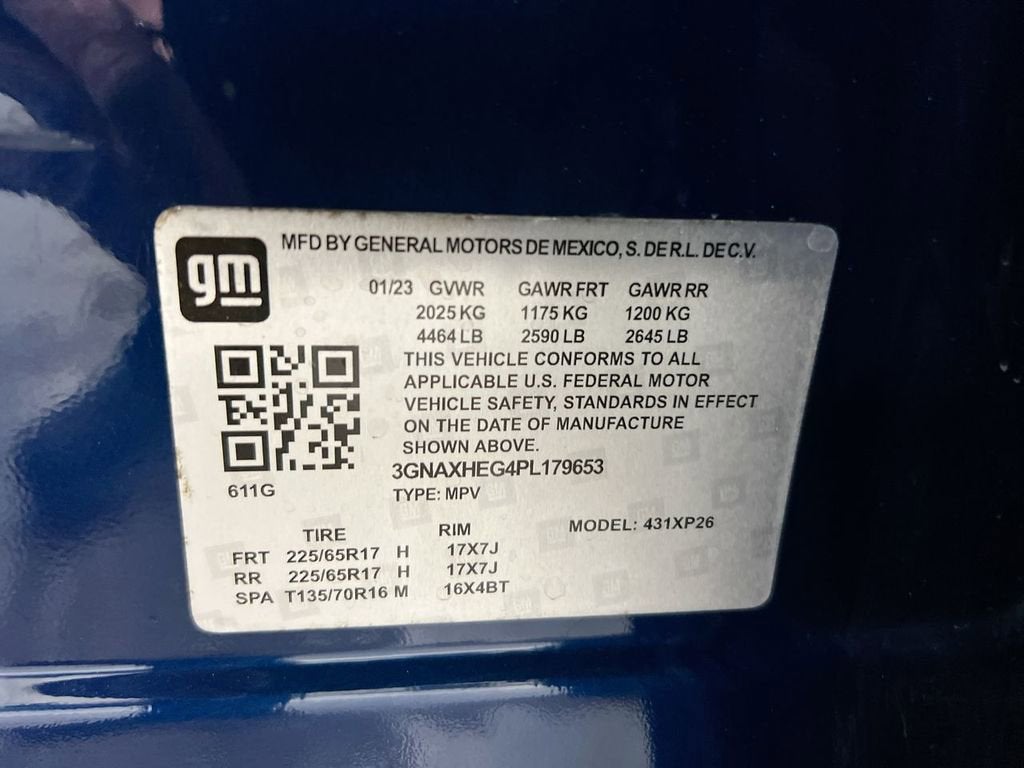 gm
MFD BY GENERAL MOTORS DE MEXICO, S. DE R.L. DE C.V.
01/23 GVWR GAWR FRT GAWR RR
2025 KG 1175 KG 1200 KG
4464 LB 2590 LB 2645 LB
THIS VEHICLE CONFORMS TO ALL
APPLICABLE U.S. FEDERAL MOTOR
VEHICLE SAFETY, STANDARDS IN EFFECT
ON THE DATE OF MANUFACTURE
SHOWN ABOVE.
3GNAXHEG4PL179653
611G
TYPE: MPV
TIRE RIM MODEL: 431XP26
FRT 225/65R17 H 17X7J
RR 225/65R17 H 17X7J
SPA T135/70R16 M 16X4BT